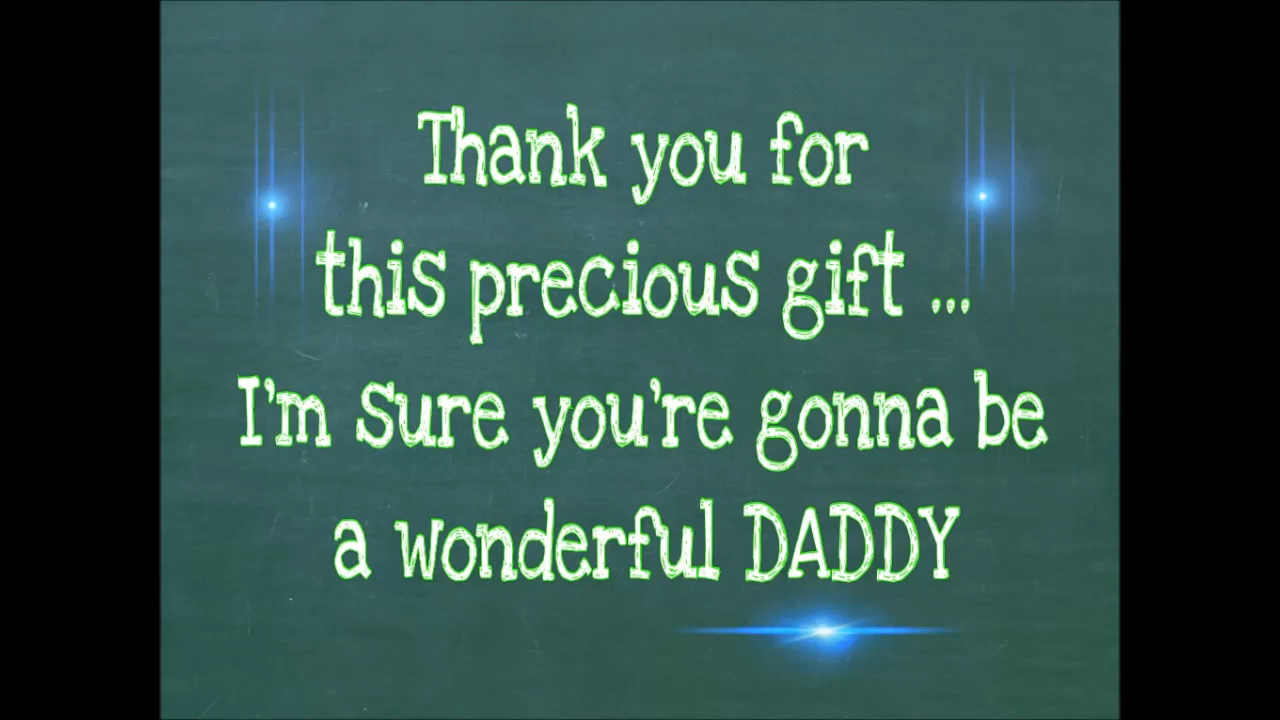 Thank you for
this precious gift ...
I'm sure you're gonna be
a wonderful DADDY